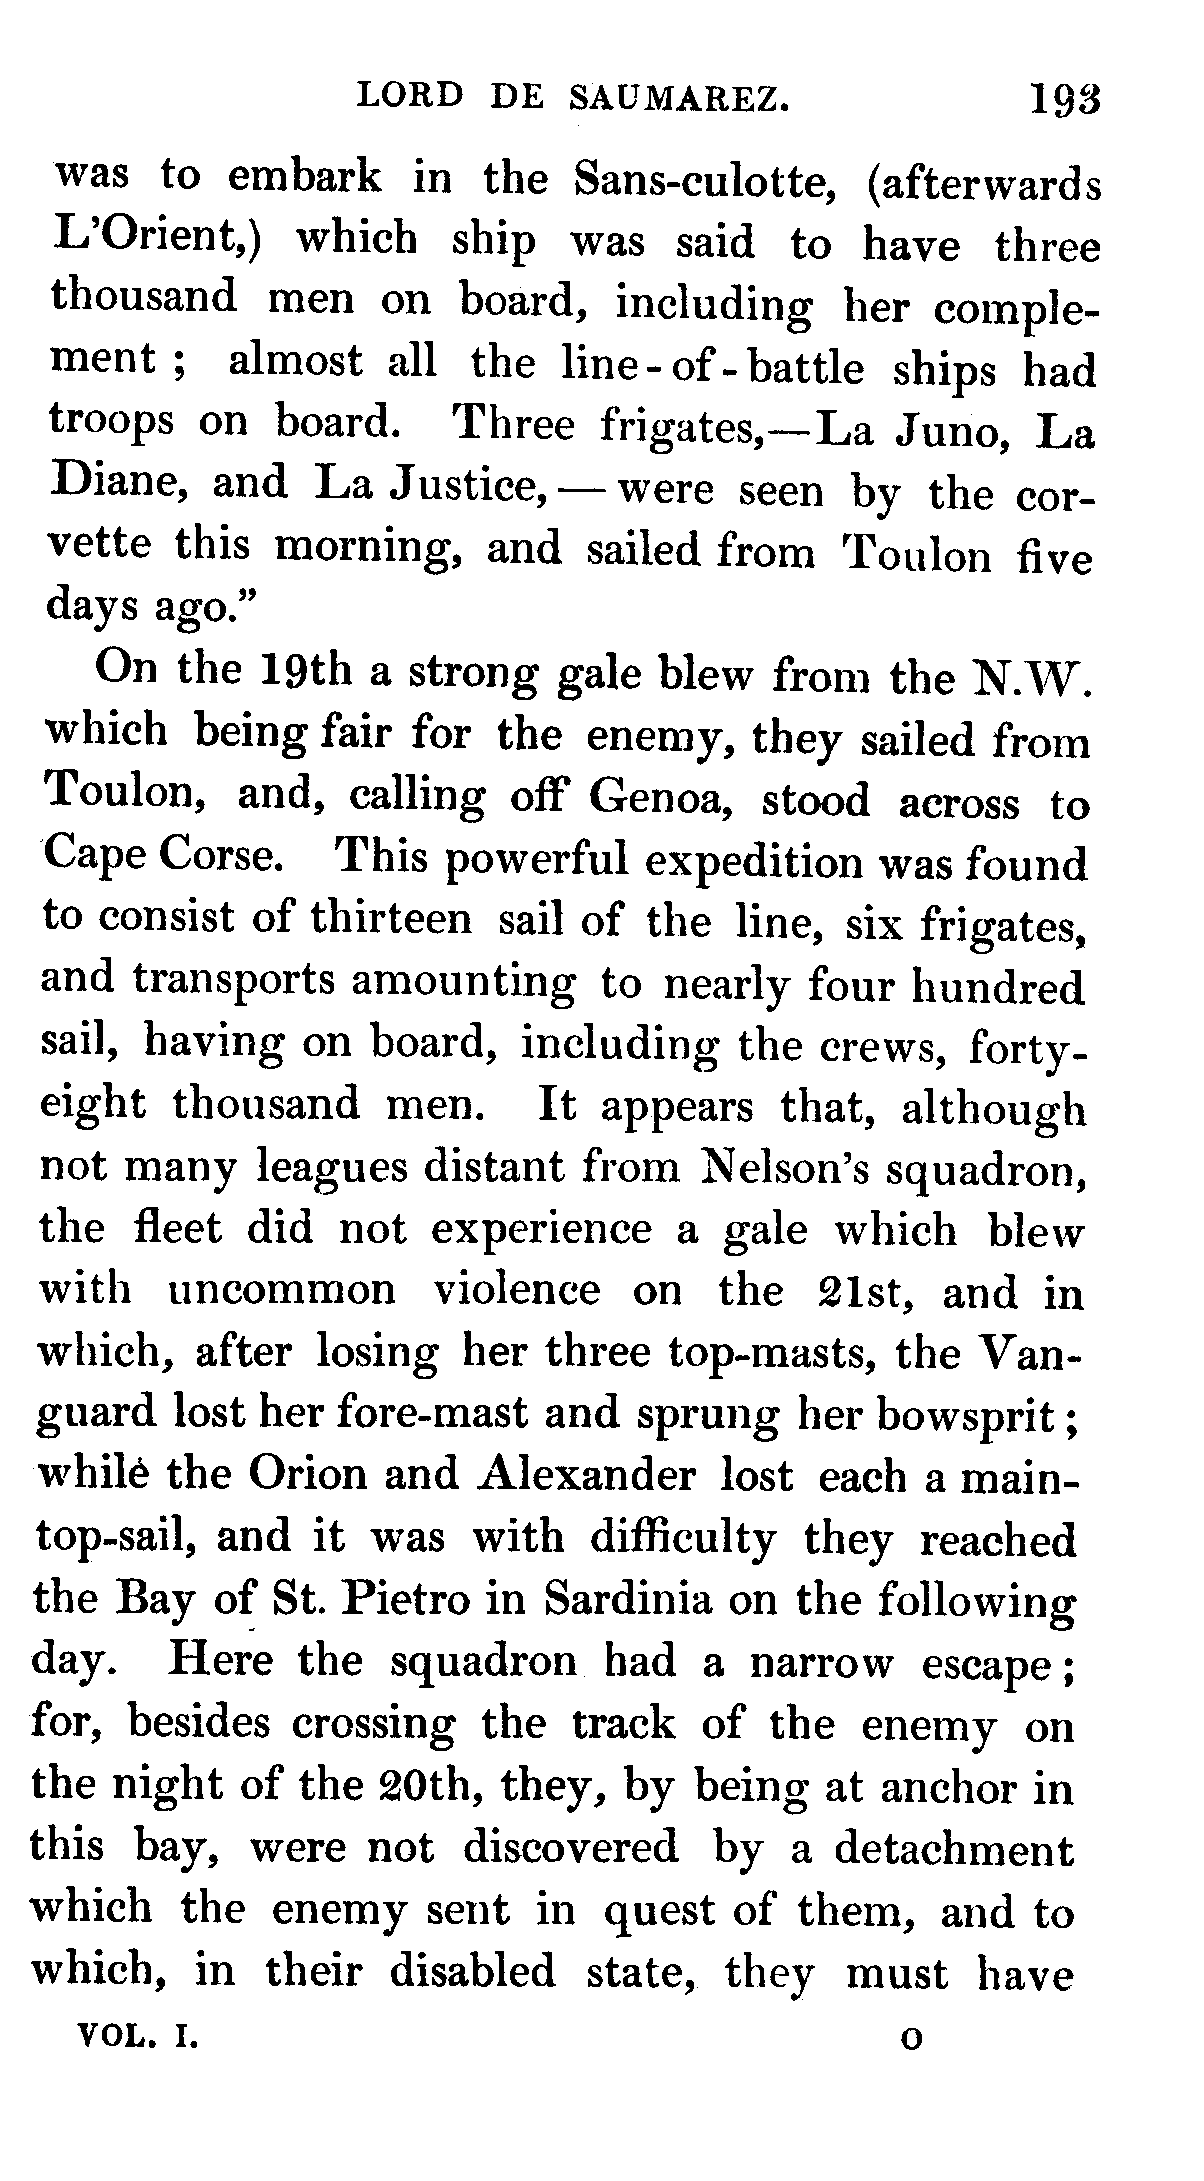 LORD DE SAUMAREZ. 193
was to embark in the Sans-culotte, (afterwards
L'Orient,) which ship was said to have three
thousand men on board, including her comple-
ment ; almost all the line-of-battle ships had
troops on board. Three frigates,—La Juno, La
Diane, and La Justice, — were seen by the cor-
vette this morning, and sailed from Toulon five
days ago."
On the 19th a strong gale blew from the N.W.
which being fair for the enemy, they sailed from
Toulon, and, calling off Genoa, stood across to
Cape Corse. This powerful expedition was found
to consist of thirteen sail of the line, six frigates,
and transports amounting to nearly four hundred
sail, having on board, including the crews, forty-
eight thousand men. It appears that, although
not many leagues distant from Nelson's squadron,
the fleet did not experience a gale which blew
with uncommon violence on the 21st, and in
which, after losing her three top-masts, the Van-
guard lost her fore-mast and sprung her bowsprit ;
while the Orion and Alexander lost each a main-
top-sail, and it was with difficulty they reached
the Bay of St. Pietro in Sardinia on the following
day. Here the squadron had a narrow escape ;
for, besides crossing the track of the enemy on
the night of the 20th, they, by being at anchor in
this bay, were not discovered by a detachment
which the enemy sent in quest of them, and to
which, in their disabled state, they must have
VOL. I. O